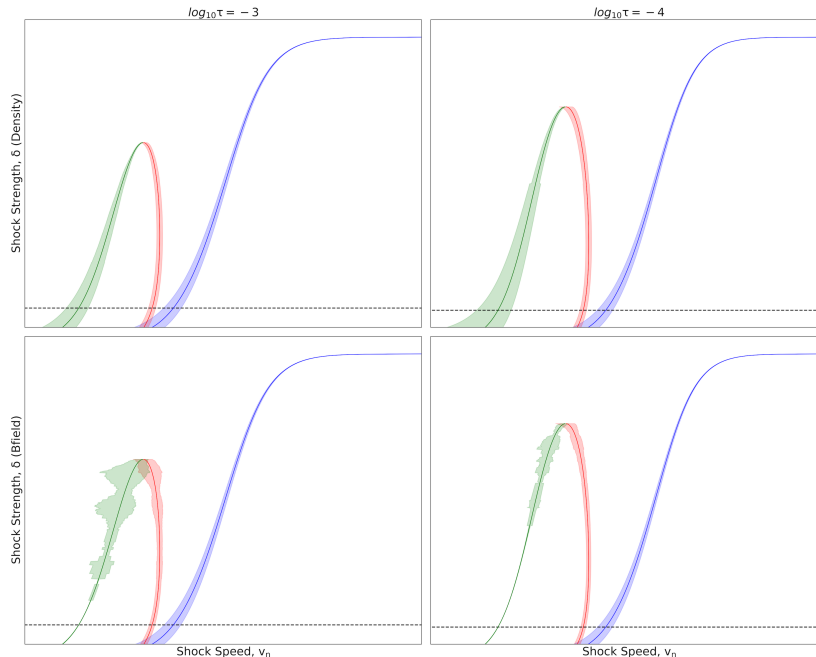 log₁₀τ = −3
log₁₀τ = −4
Shock Strength, δ (Density)
Shock Strength, δ (Bfield)
Shock Speed, vₙ
Shock Speed, vₙ